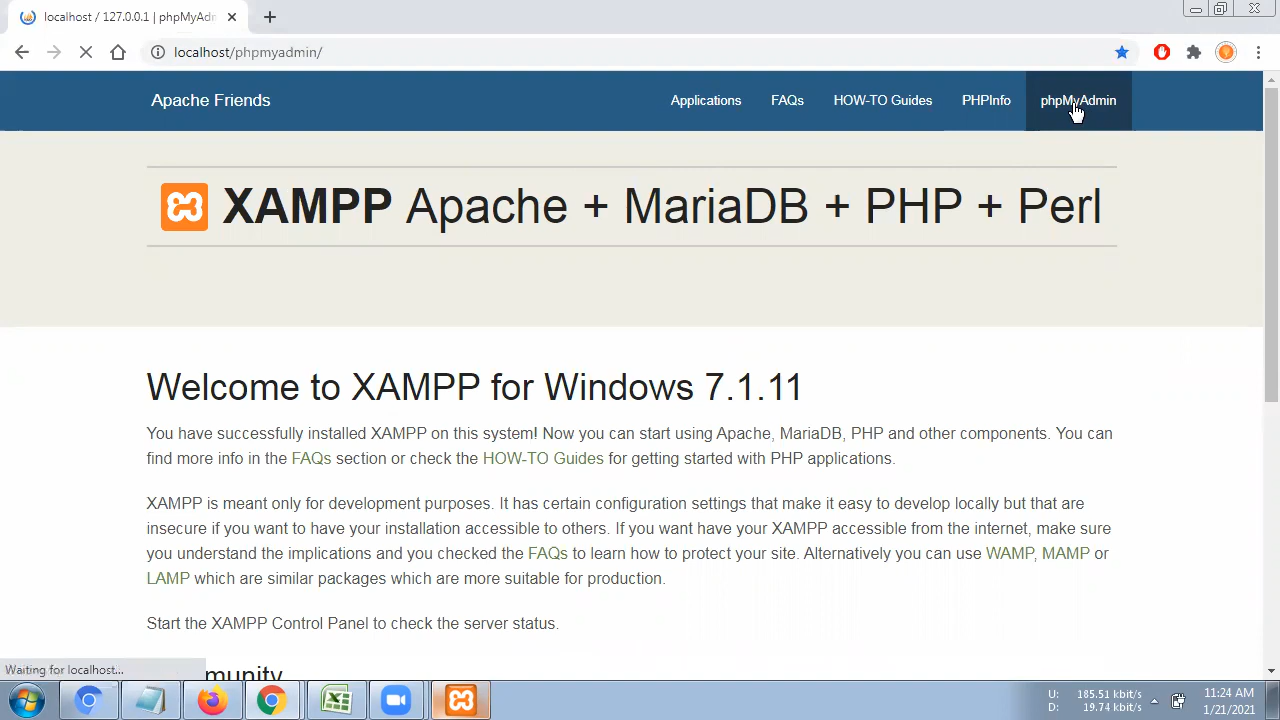 localhost / 127.0.0.1 | phpMyAdm
localhost/phpmyadmin/
Apache Friends
Applications
FAQs
HOW-TO Guides
PHPInfo
phpMyAdmin
XAMPP Apache + MariaDB + PHP + Perl
Welcome to XAMPP for Windows 7.1.11
You have successfully installed XAMPP on this system! Now you can start using Apache, MariaDB, PHP and other components. You can
find more info in the FAQs section or check the HOW-TO Guides for getting started with PHP applications.
XAMPP is meant only for development purposes. It has certain configuration settings that make it easy to develop locally but that are
insecure if you want to have your installation accessible to others. If you want have your XAMPP accessible from the internet, make sure
you understand the implications and you checked the FAQs to learn how to protect your site. Alternatively you can use WAMP, MAMP or
LAMP which are similar packages which are more suitable for production.
Start the XAMPP Control Panel to check the server status.
munity
Waiting for localhost...
U: 185.51 kbit/s
D: 19.74 kbit/s
11:24 AM
1/21/2021